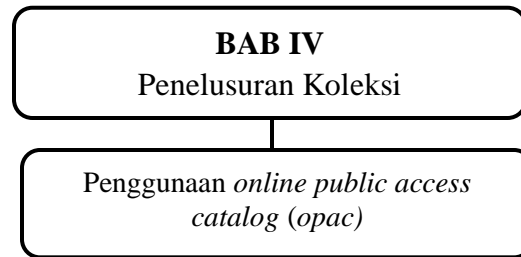 BAB IV
Penelusuran Koleksi
Penggunaan online public access
catalog (opac)